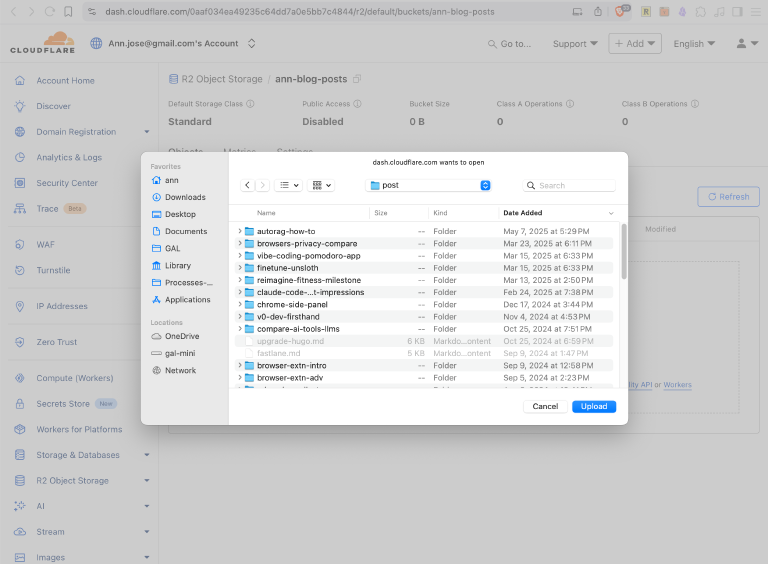 dash.cloudflare.com/0aaf034ea49235c64dd7a0e5bb7c4844/r2/default/buckets/ann-blog-posts
CLOUDFLARE
Ann.jose@gmail.com's Account
Go to...
Support
+ Add
English
Account Home
Discover
Domain Registration
Analytics & Logs
Security Center
Trace Beta
WAF
Turnstile
IP Addresses
Zero Trust
Compute (Workers)
Secrets Store New
Workers for Platforms
Storage & Databases
R2 Object Storage
AI
Stream
Images
R2 Object Storage / ann-blog-posts
Default Storage Class Public Access Bucket Size Class A Operations Class B Operations
Standard Disabled 0 B 0 0
Objects Metrics Settings
Refresh
Modified
API or Workers
dash.cloudflare.com wants to open
Favorites
ann
Downloads
Desktop
Documents
GAL
Library
Processes-...
Applications
Locations
OneDrive
gal-mini
Network
post
Search
Name Size Kind Date Added
autorag-how-to -- Folder May 7, 2025 at 5:29 PM
browsers-privacy-compare -- Folder Mar 23, 2025 at 6:11 PM
vibe-coding-pomodoro-app -- Folder Mar 15, 2025 at 6:33 PM
finetune-unsloth -- Folder Mar 15, 2025 at 6:33 PM
reimagine-fitness-milestone -- Folder Mar 13, 2025 at 2:50 PM
claude-code-...t-impressions -- Folder Feb 24, 2025 at 7:38 PM
chrome-side-panel -- Folder Dec 17, 2024 at 3:44 PM
v0-dev-firsthand -- Folder Nov 4, 2024 at 4:53 PM
compare-ai-tools-llms -- Folder Oct 25, 2024 at 7:51 PM
upgrade-hugo.md 6 KB Markdo...ontent Oct 25, 2024 at 6:59 PM
fastlane.md 5 KB Markdo...ontent Sep 9, 2024 at 1:47 PM
browser-extn-intro -- Folder Sep 9, 2024 at 12:58 PM
browser-extn-adv -- Folder Sep 5, 2024 at 2:23 PM
Cancel
Upload